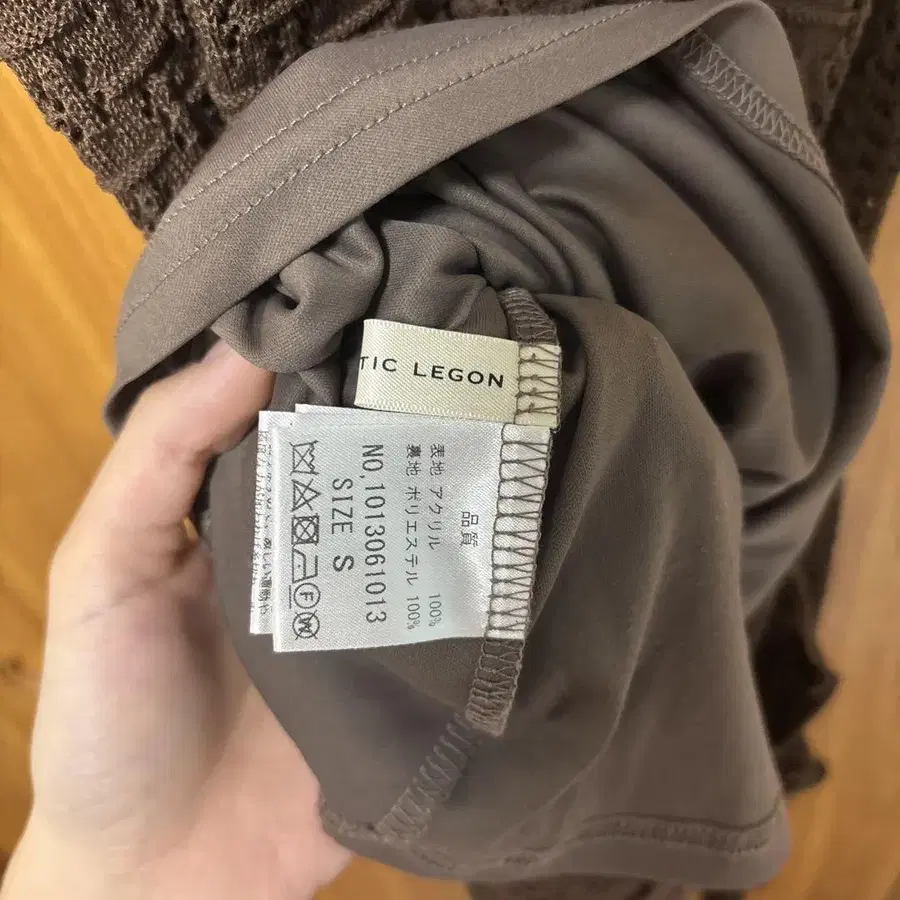 TIC LEGON
品質
表地 アクリル 100%
裏地 ポリエステル 100%
NO,1013061013
SIZE S
F
W